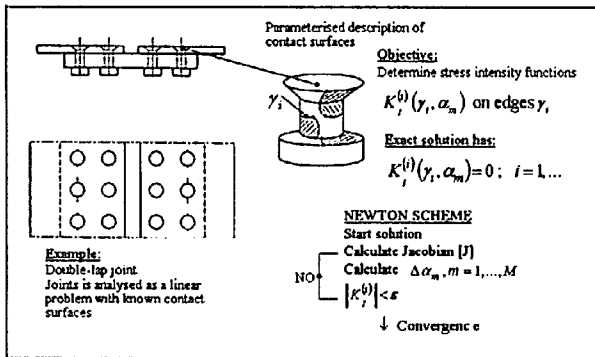 Parameterised description of
contact surfaces
γ_i
Objective:
Determine stress intensity functions
K_I^(i)(γ_i, α_m) on edges γ_i
Exact solution has:
K_I^(i)(γ_i, α_m)=0 ; i=1,...
Example:
Double-lap joint
Joints is analysed as a linear
problem with known contact
surfaces
NEWTON SCHEME
Start solution
Calculate Jacobian [J]
Calculate Δα_m, m=1,...,M
NO
|K_I^(i)|<ε
↓ Convergence